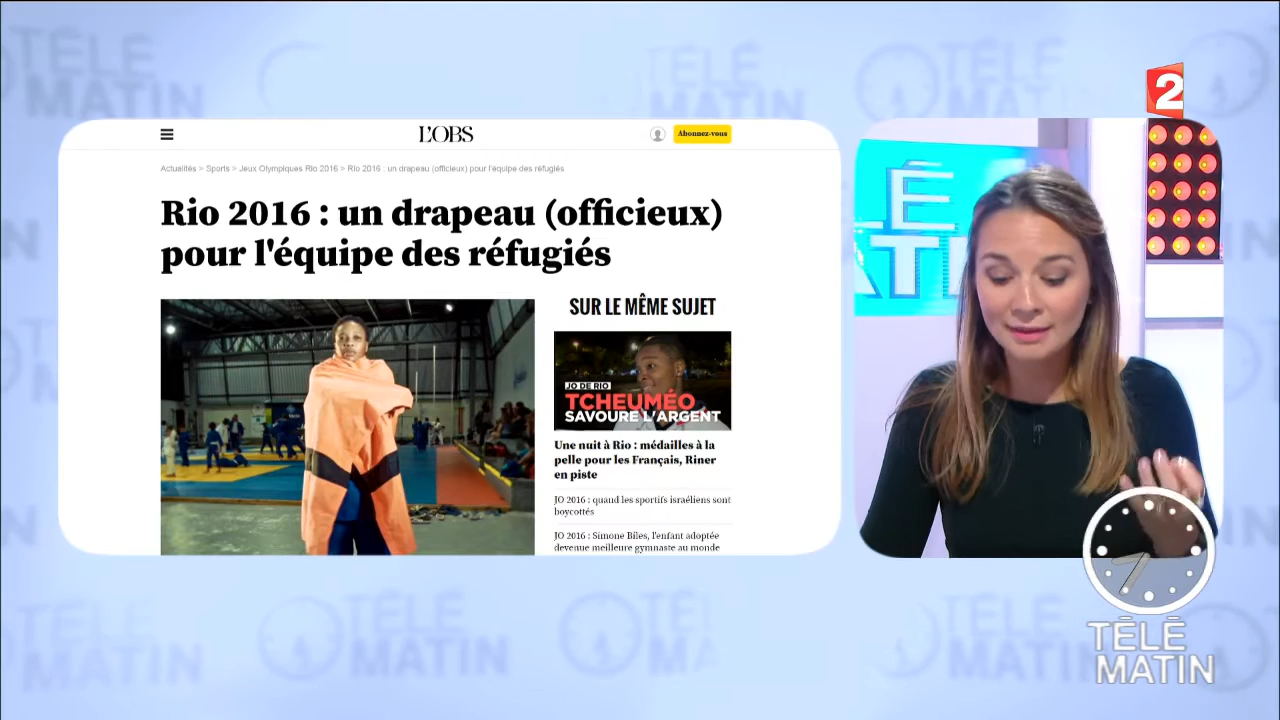 2
L'OBS
Abonnez-vous
Actualités > Sports > Jeux Olympiques Rio 2016 > Rio 2016 : un drapeau (officieux) pour l'équipe des réfugiés
Rio 2016 : un drapeau (officieux)
pour l'équipe des réfugiés
SUR LE MÊME SUJET
JO DE RIO
TCHEUMÉO
SAVOURE L'ARGENT
Une nuit à Rio : médailles à la
pelle pour les Français, Riner
en piste
JO 2016 : quand les sportifs israéliens sont
boycottés
JO 2016 : Simone Biles, l'enfant adoptée
devenue meilleure gymnaste au monde
TÉLÉ
MATIN